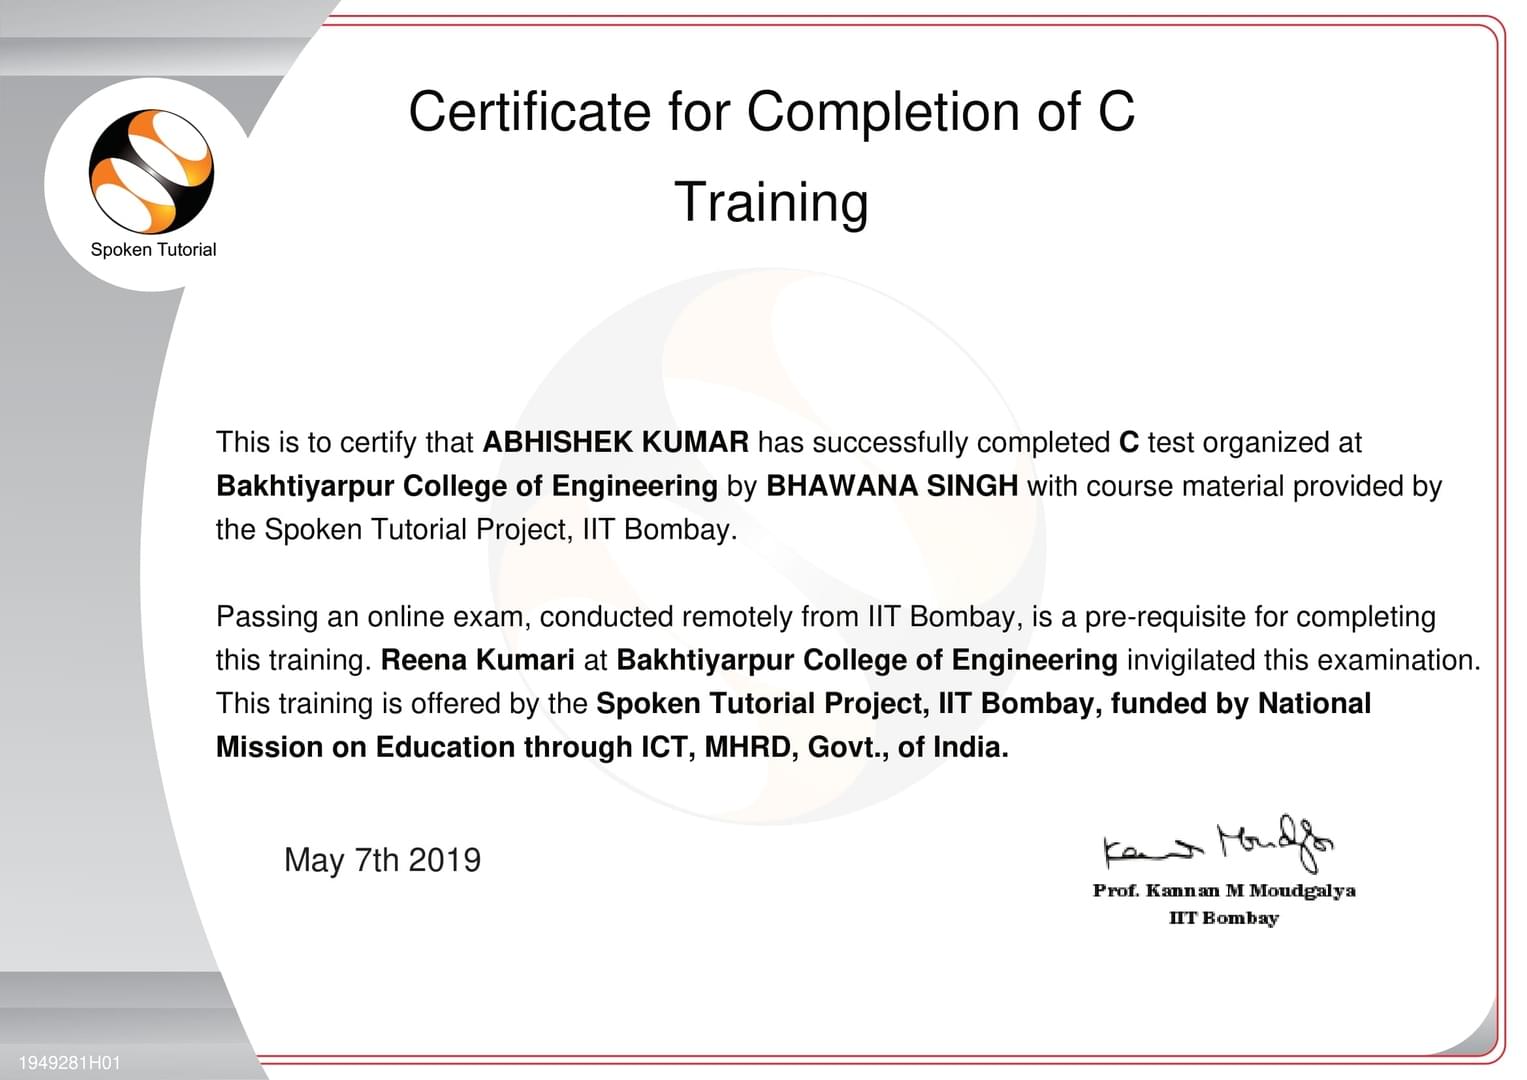 Certificate for Completion of C
Training
Spoken Tutorial
This is to certify that ABHISHEK KUMAR has successfully completed C test organized at
Bakhtiyarpur College of Engineering by BHAWANA SINGH with course material provided by
the Spoken Tutorial Project, IIT Bombay.
Passing an online exam, conducted remotely from IIT Bombay, is a pre-requisite for completing
this training. Reena Kumari at Bakhtiyarpur College of Engineering invigilated this examination.
This training is offered by the Spoken Tutorial Project, IIT Bombay, funded by National
Mission on Education through ICT, MHRD, Govt., of India.
May 7th 2019
Prof. Kannan M Moudgalya
IIT Bombay
1949281H01